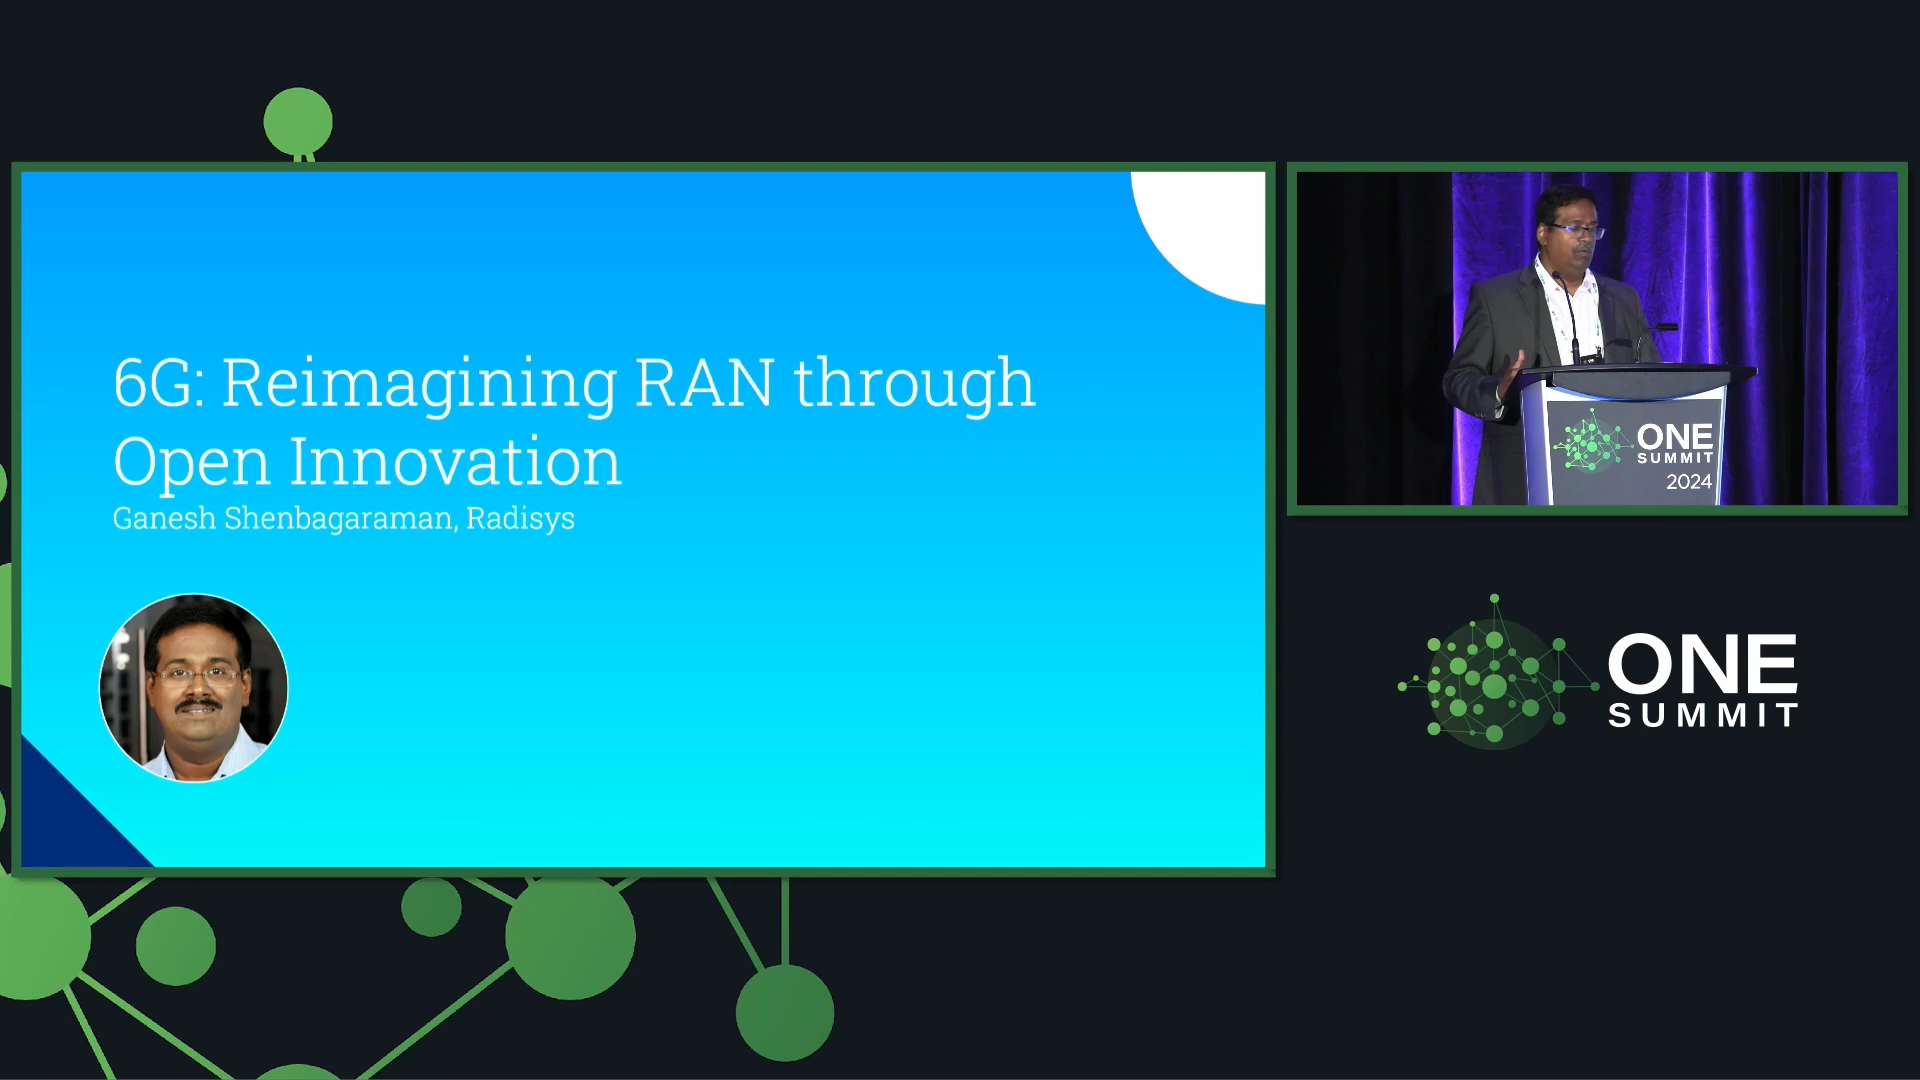 6G: Reimagining RAN through
Open Innovation
Ganesh Shenbagaraman, Radisys
ONE
SUMMIT
2024
ONE
SUMMIT